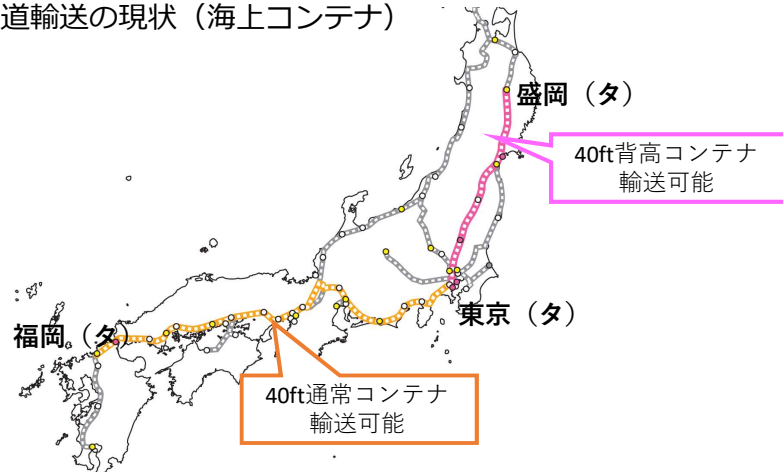 道輸送の現状（海上コンテナ）
盛岡（タ）
40ft背高コンテナ
輸送可能
東京（タ）
福岡（タ）
40ft通常コンテナ
輸送可能